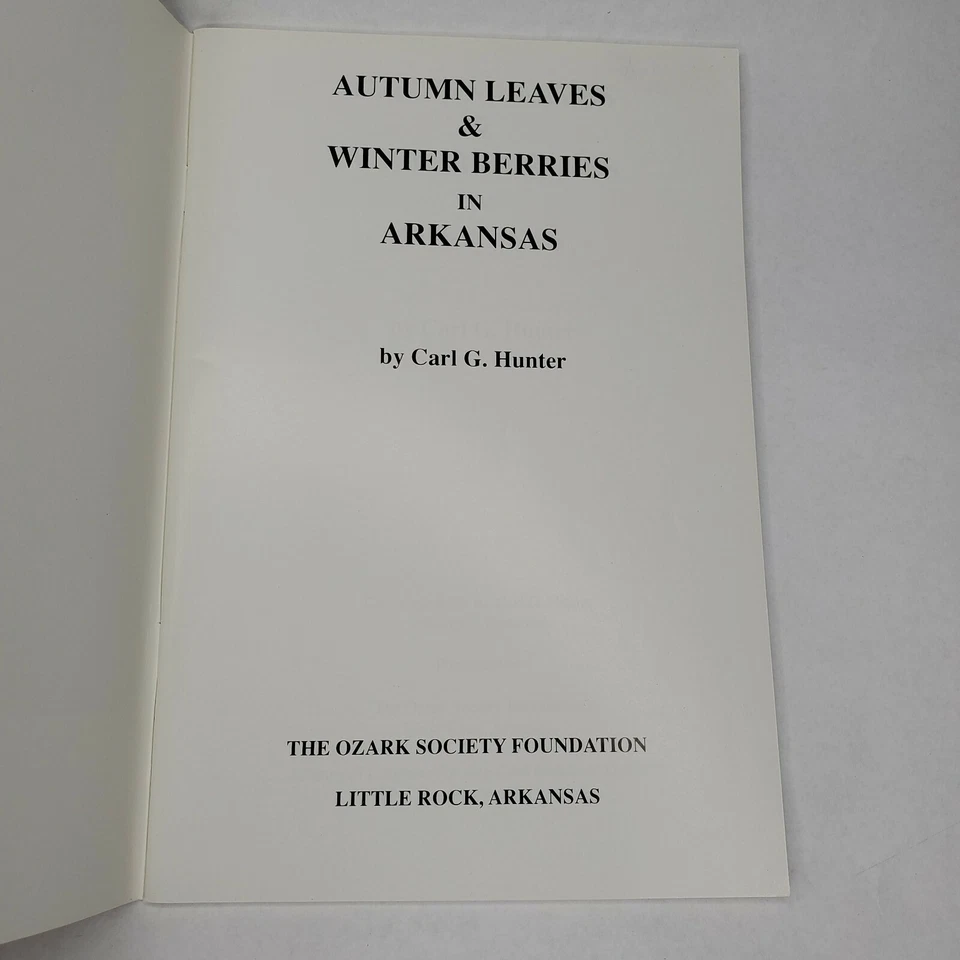 AUTUMN LEAVES
&
WINTER BERRIES
IN
ARKANSAS
by Carl G. Hunter
THE OZARK SOCIETY FOUNDATION
LITTLE ROCK, ARKANSAS